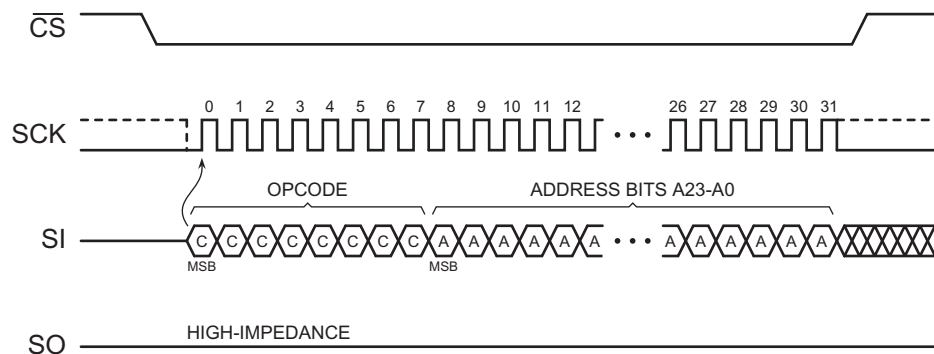 CS
0 1 2 3 4 5 6 7 8 9 10 11 12 26 27 28 29 30 31
SCK
OPCODE ADDRESS BITS A23-A0
SI C C C C C C C C A A A A A A A A A A A A
MSB MSB
HIGH-IMPEDANCE
SO